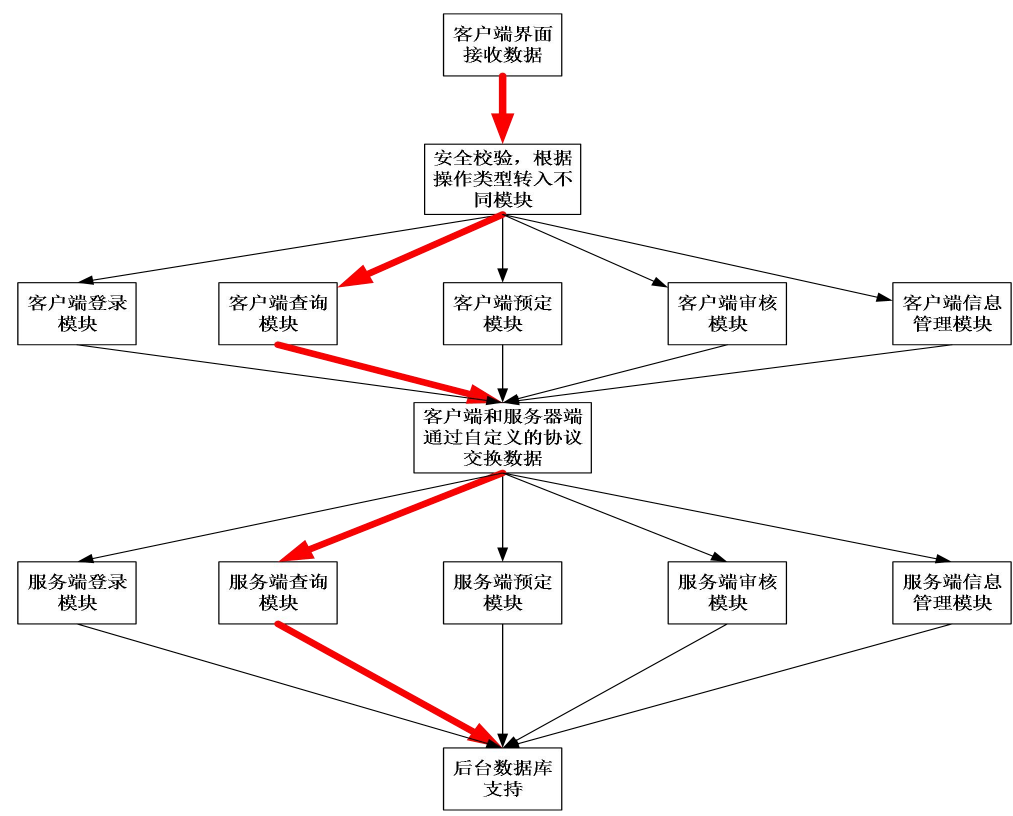 客户端界面
接收数据
安全校验，根据
操作类型转入不
同模块
客户端登录
模块
客户端查询
模块
客户端预定
模块
客户端审核
模块
客户端信息
管理模块
客户端和服务器端
通过自定义的协议
交换数据
服务端登录
模块
服务端查询
模块
服务端预定
模块
服务端审核
模块
服务端信息
管理模块
后台数据库
支持